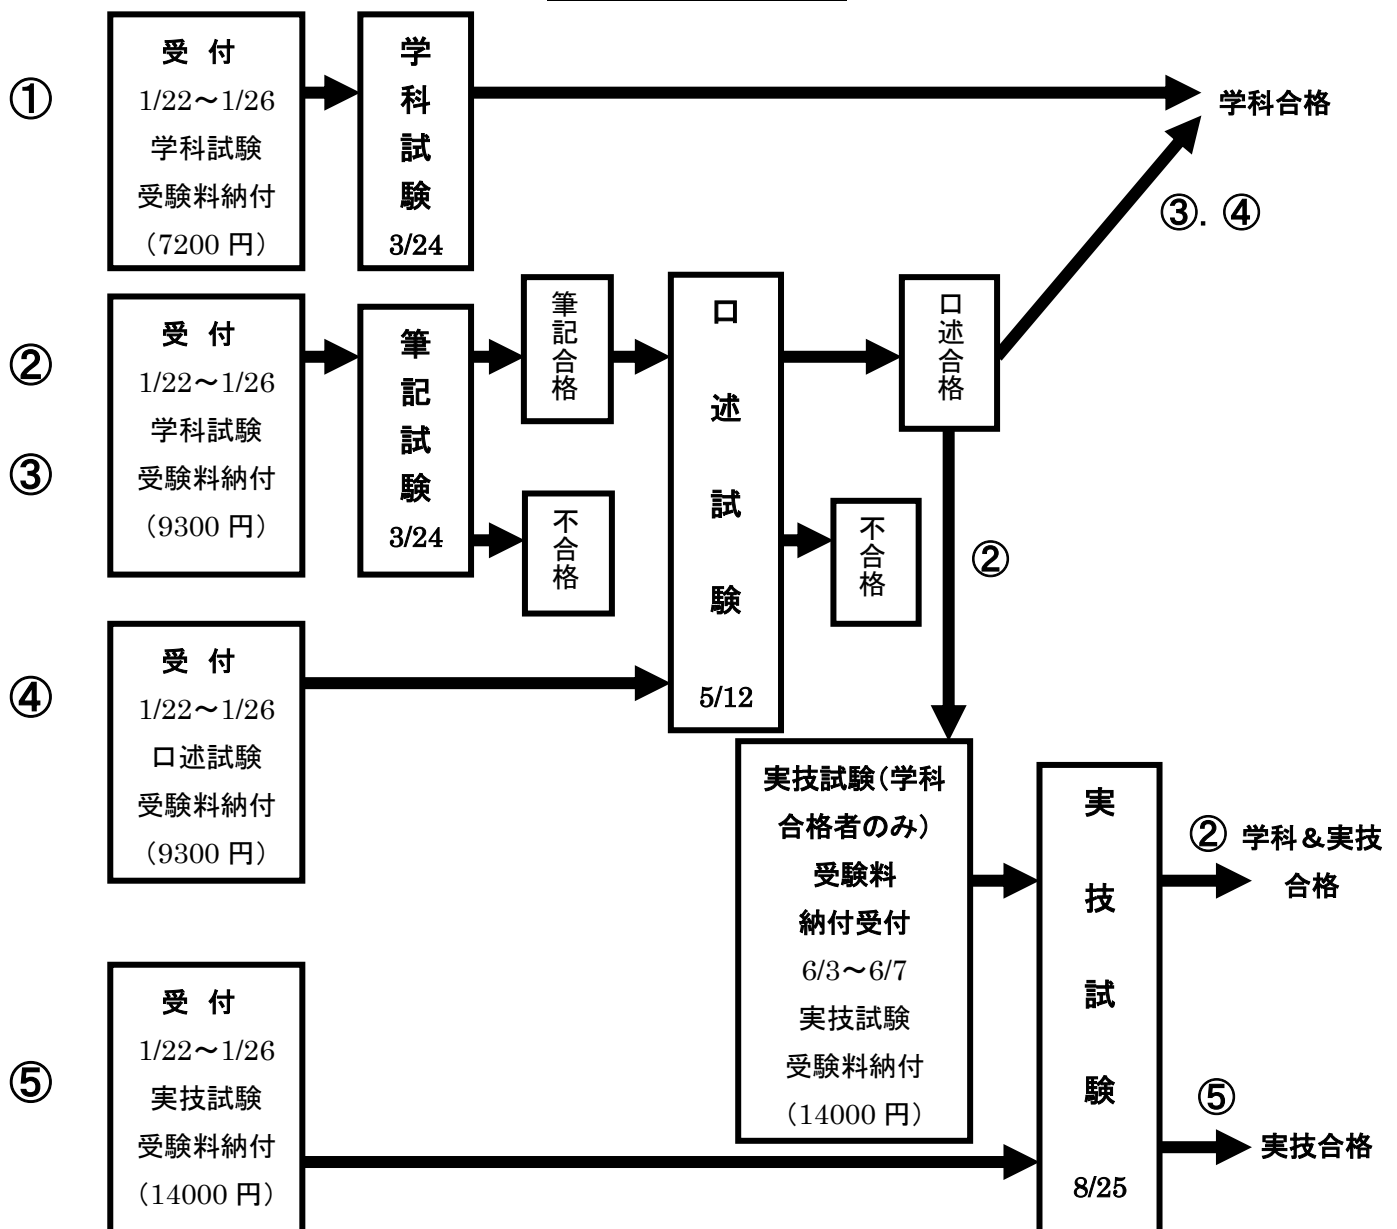 ①
受 付
1/22～1/26
学科試験
受験料納付
（7200 円）
学科試験
3/24
学科合格
③．④
②
③
受 付
1/22～1/26
学科試験
受験料納付
（9300 円）
筆記試験
3/24
筆記合格
不合格
口述試験
5/12
口述合格
不合格
②
④
受 付
1/22～1/26
口述試験
受験料納付
（9300 円）
実技試験（学科
合格者のみ）
受験料
納付受付
6/3～6/7
実技試験
受験料納付
（14000 円）
実技試験
8/25
② 学科＆実技
合格
⑤
受 付
1/22～1/26
実技試験
受験料納付
（14000 円）
⑤
実技合格